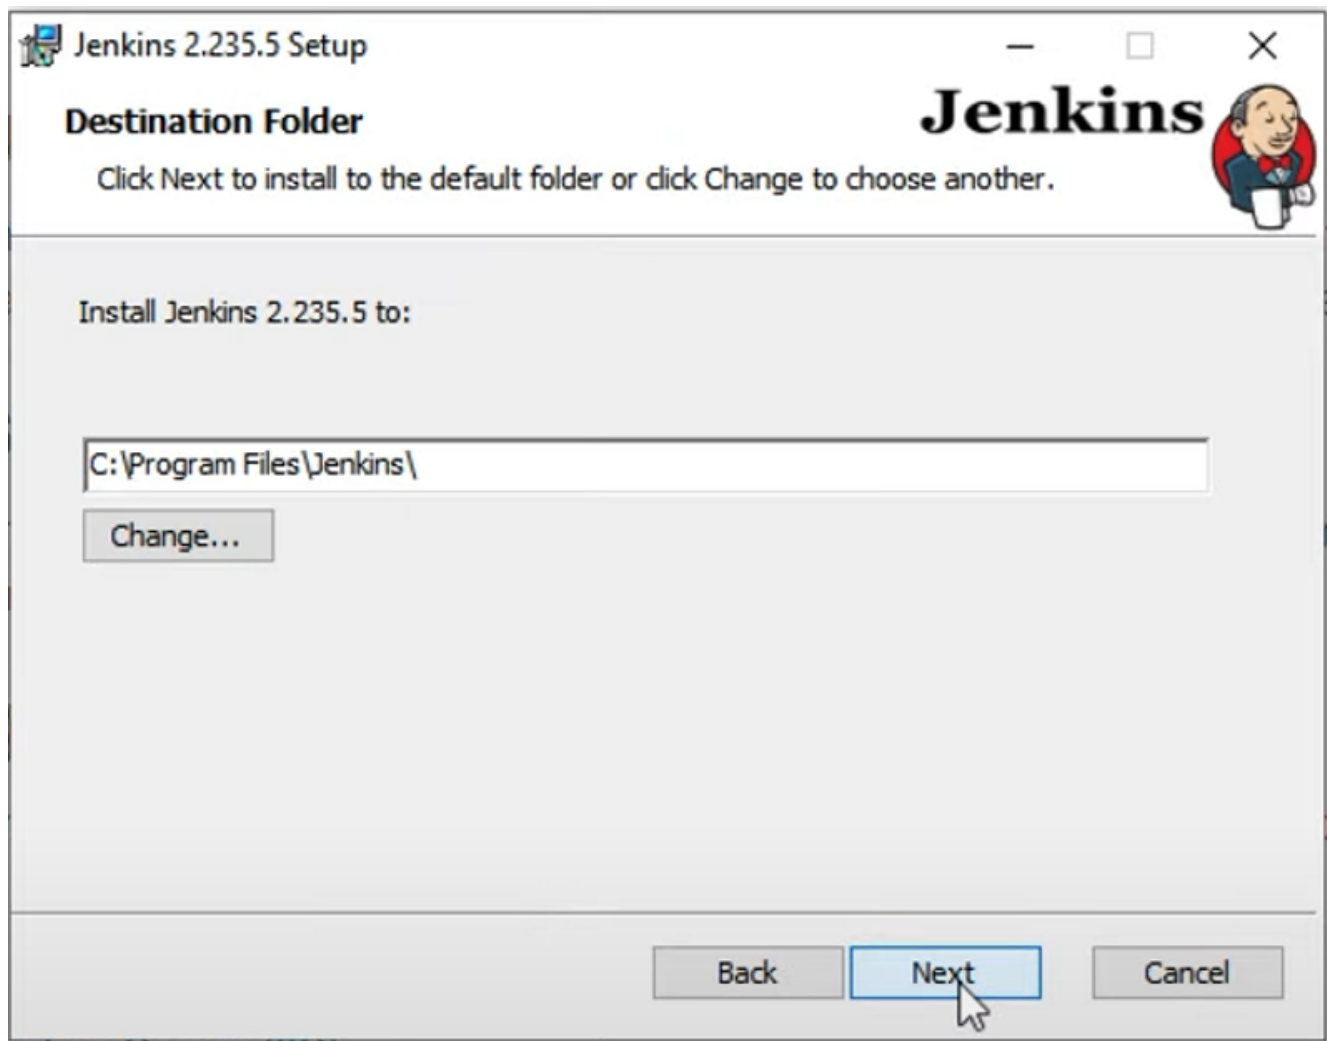 Jenkins 2.235.5 Setup
Jenkins
Destination Folder
Click Next to install to the default folder or click Change to choose another.
Install Jenkins 2.235.5 to:
C:\Program Files\Jenkins\
Change...
Back Next Cancel